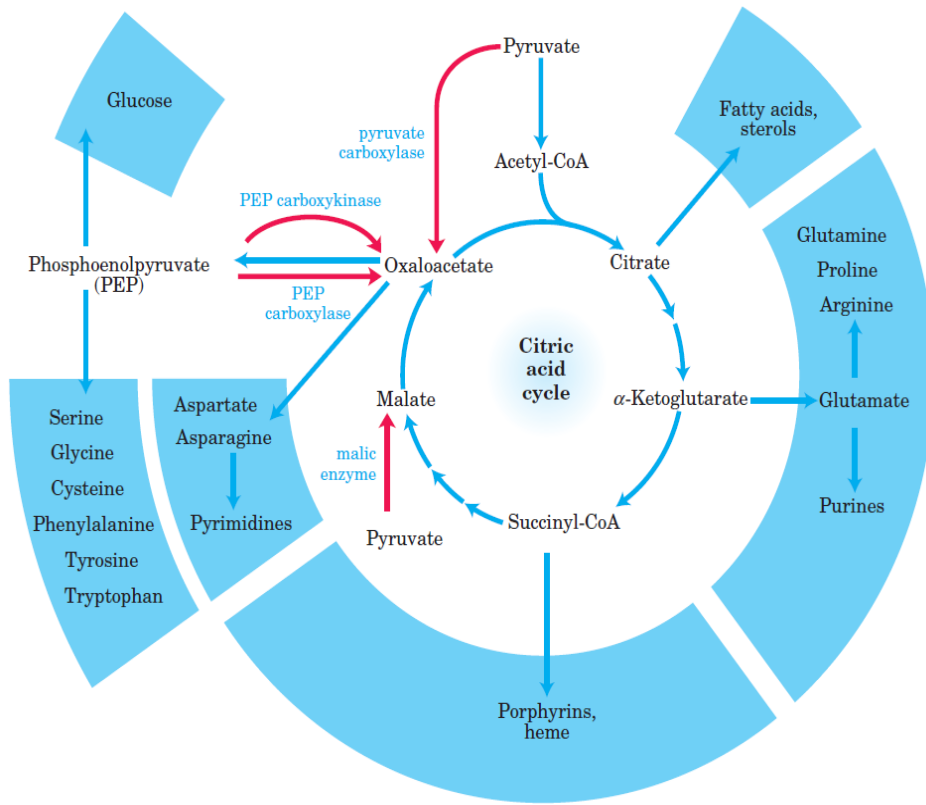 Pyruvate
Glucose
Fatty acids,
sterols
pyruvate
carboxylase
Acetyl-CoA
PEP carboxykinase
Glutamine
Phosphoenolpyruvate
(PEP)
Oxaloacetate
Citrate
Proline
PEP
carboxylase
Arginine
Citric
acid
cycle
Aspartate
Malate
α-Ketoglutarate
Glutamate
Serine
Asparagine
Glycine
malic
enzyme
Cysteine
Phenylalanine
Pyrimidines
Succinyl-CoA
Purines
Pyruvate
Tyrosine
Tryptophan
Porphyrins,
heme